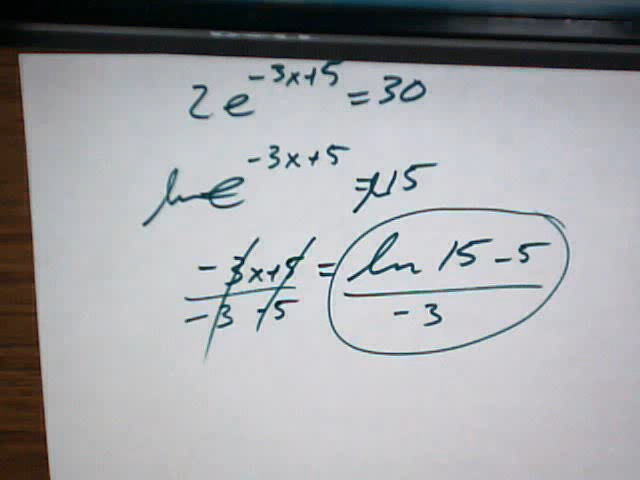 2e^{-3x+5} = 30
ln e^{-3x+5} = ln 15
-3x+5 = ln 15 - 5
-3 -5 -3